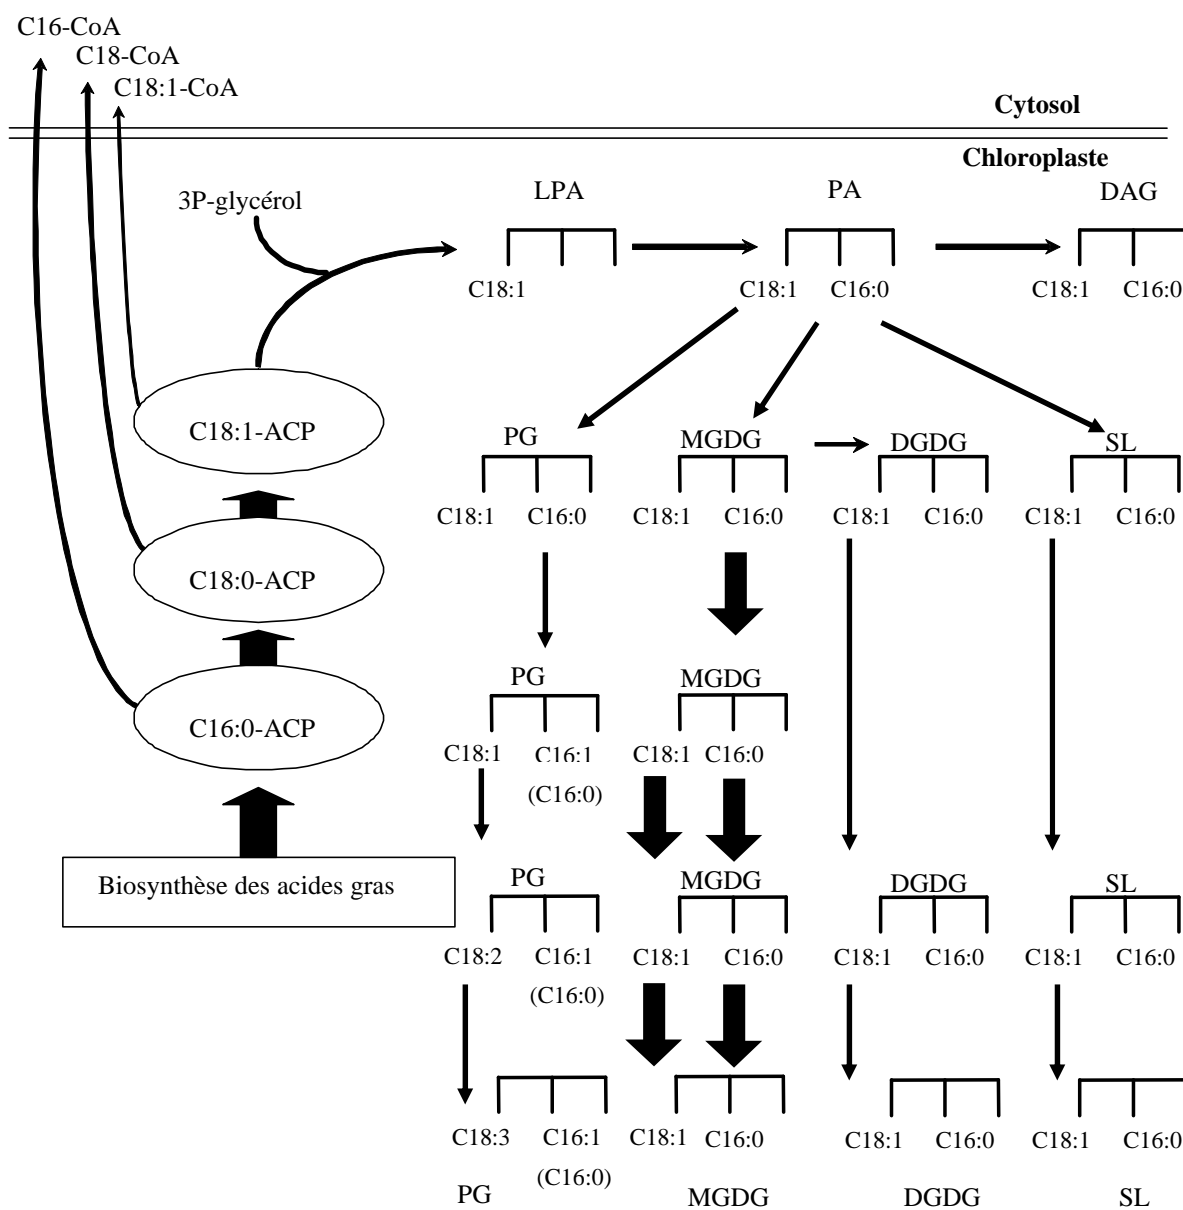 C16-CoA
C18-CoA
C18:1-CoA
Cytosol
Chloroplaste
3P-glycérol
LPA
PA
DAG
C18:1
C18:1 C16:0
C18:1 C16:0
C18:1-ACP
PG
MGDG
DGDG
SL
C18:1 C16:0
C18:1 C16:0
C18:1 C16:0
C18:1 C16:0
C18:0-ACP
PG
MGDG
C16:0-ACP
C18:1 C16:1
C18:1 C16:0
(C16:0)
Biosynthèse des acides gras
PG
MGDG
DGDG
SL
C18:2 C16:1
C18:1 C16:0
C18:1 C16:0
C18:1 C16:0
(C16:0)
C18:3 C16:1
C18:1 C16:0
C18:1 C16:0
C18:1 C16:0
(C16:0)
PG
MGDG
DGDG
SL